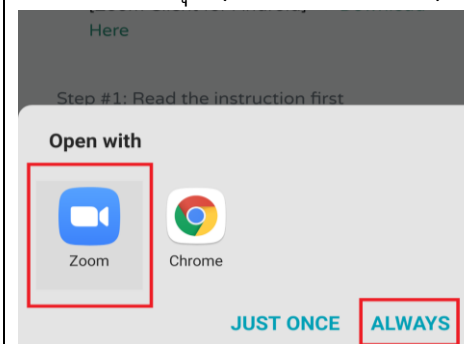 Here
Step #1: Read the instruction first
Open with
Zoom
Chrome
JUST ONCE
ALWAYS